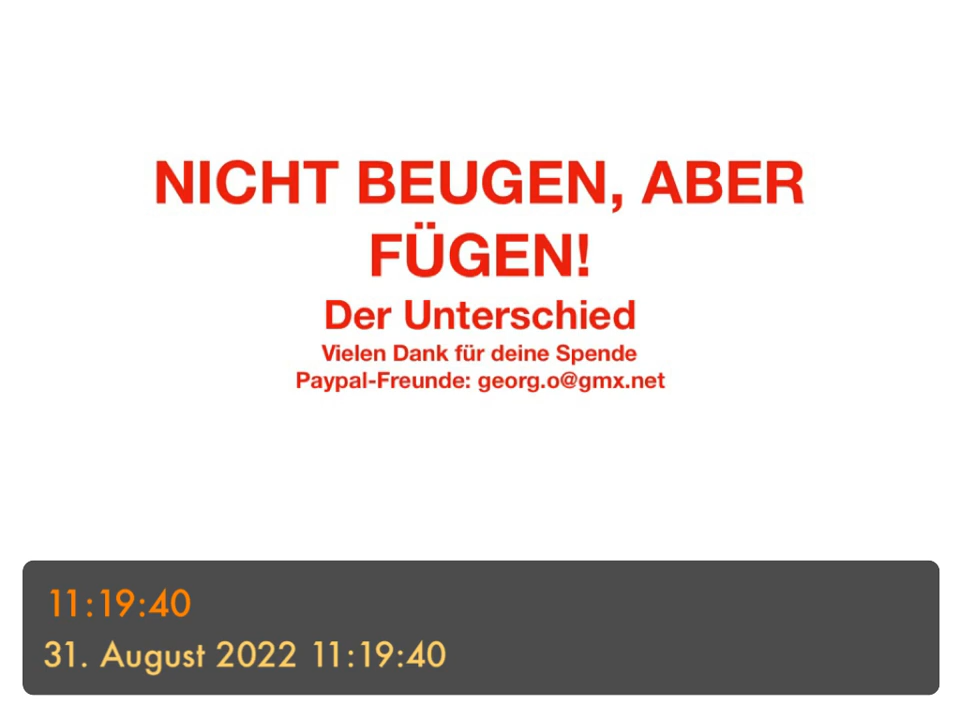 NICHT BEUGEN, ABER
FÜGEN!
Der Unterschied
Vielen Dank für deine Spende
Paypal-Freunde: georg.o@gmx.net
11:19:40
31. August 2022 11:19:40